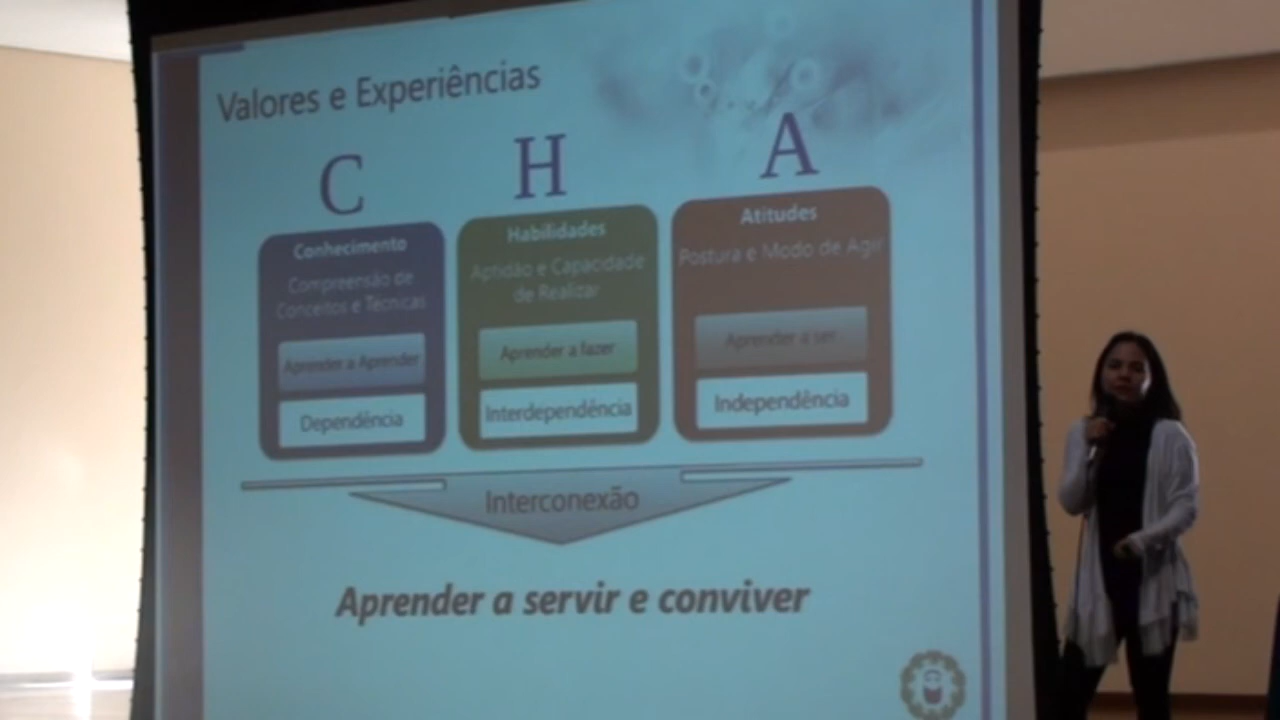 Valores e Experiências
C
H
A
Conhecimento
Compreensão de
Conceitos e Técnicas
Aprender a Aprender
Dependência
Habilidades
Aptidão e Capacidade
de Realizar
Aprender a fazer
Interdependência
Atitudes
Postura e Modo de Agir
Aprender a ser
Independência
Interconexão
Aprender a servir e conviver